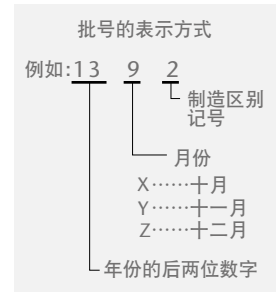 批号的表示方式
例如:13 9 2
制造区别
记号
月份
X……十月
Y……十一月
Z……十二月
年份的后两位数字